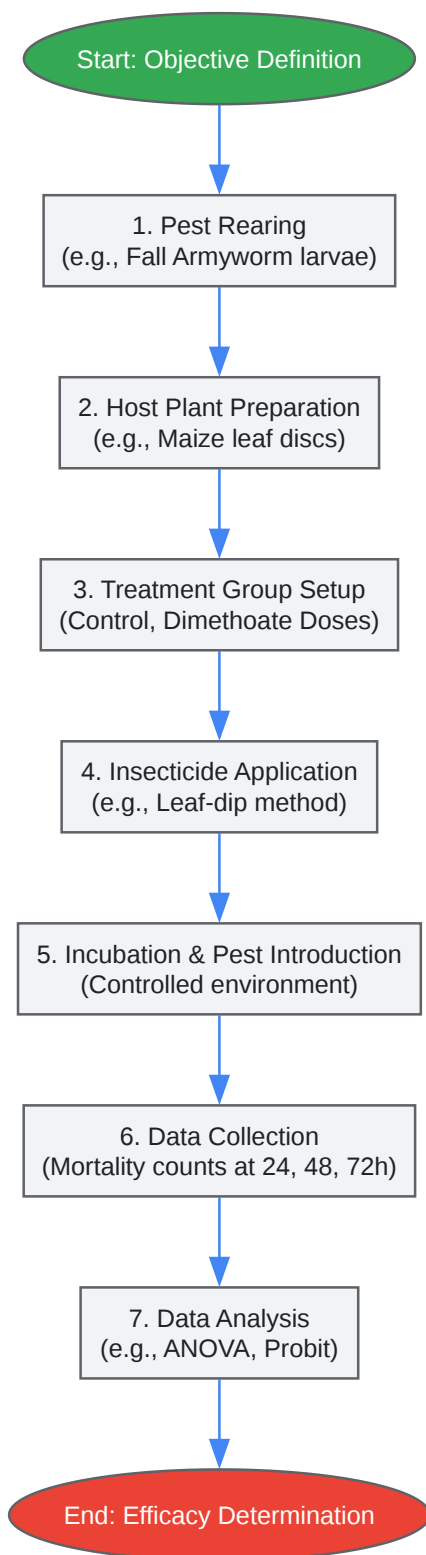 Start: Objective Definition
1. Pest Rearing
(e.g., Fall Armyworm larvae)
2. Host Plant Preparation
(e.g., Maize leaf discs)
3. Treatment Group Setup
(Control, Dimethoate Doses)
4. Insecticide Application
(e.g., Leaf-dip method)
5. Incubation & Pest Introduction
(Controlled environment)
6. Data Collection
(Mortality counts at 24, 48, 72h)
7. Data Analysis
(e.g., ANOVA, Probit)
End: Efficacy Determination